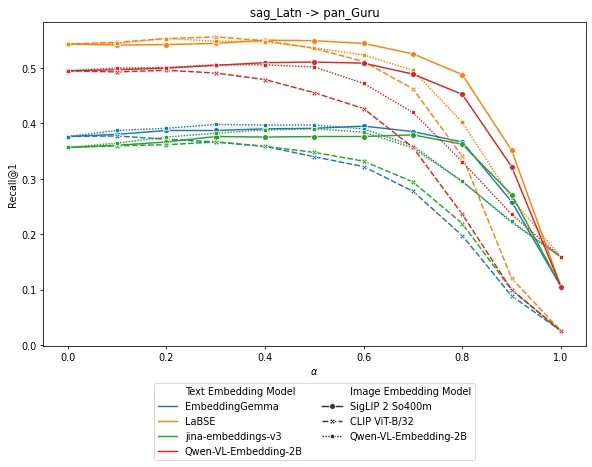 sag_Latn -> pan_Guru
Recall@1
0.5
0.4
0.3
0.2
0.1
0.0
0.0 0.2 0.4 0.6 0.8 1.0
α
Text Embedding Model Image Embedding Model
EmbeddingGemma SigLIP 2 So400m
LaBSE CLIP ViT-B/32
jina-embeddings-v3 Qwen-VL-Embedding-2B
Qwen-VL-Embedding-2B